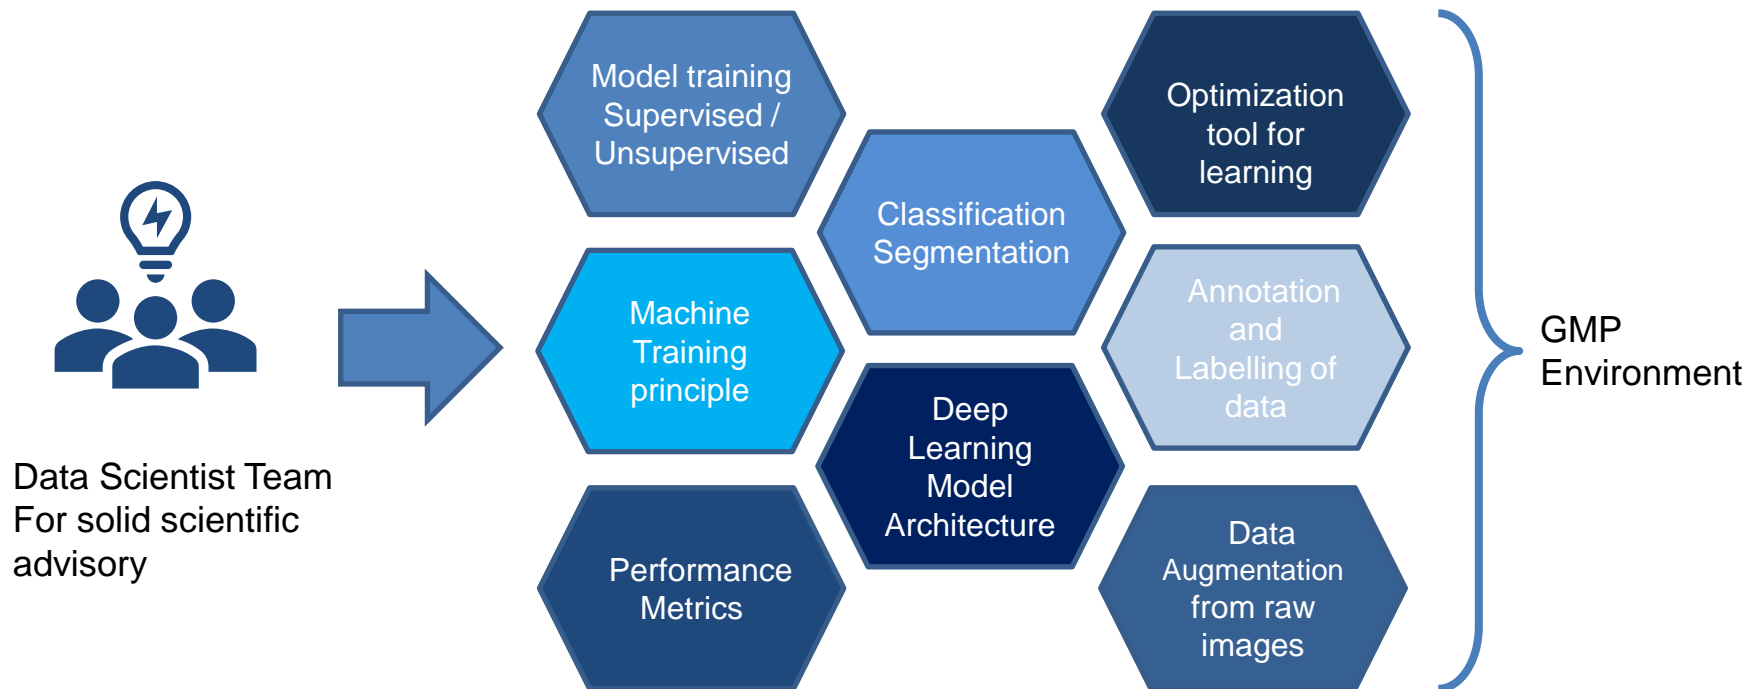 Data Scientist Team
For solid scientific
advisory
Model training
Supervised /
Unsupervised
Machine
Training
principle
Performance
Metrics
Classification
Segmentation
Deep
Learning
Model
Architecture
Optimization
tool for
learning
Annotation
and
Labelling of
data
Data
Augmentation
from raw
images
GMP
Environment